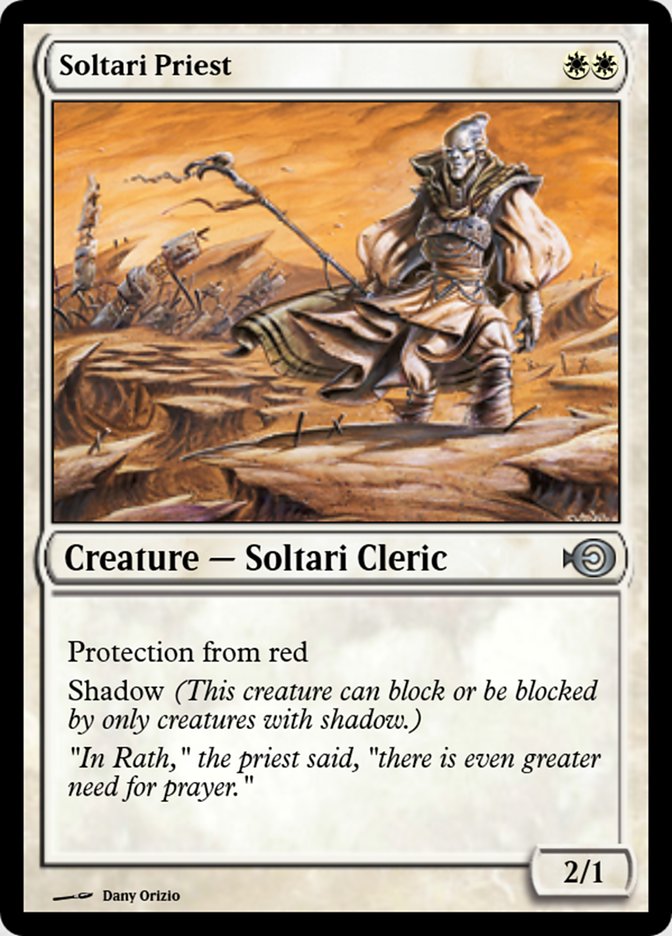 Soltari Priest
Creature — Soltari Cleric
Protection from red
Shadow (This creature can block or be blocked
by only creatures with shadow.)
"In Rath," the priest said, "there is even greater
need for prayer."
2/1
Dany Orizio